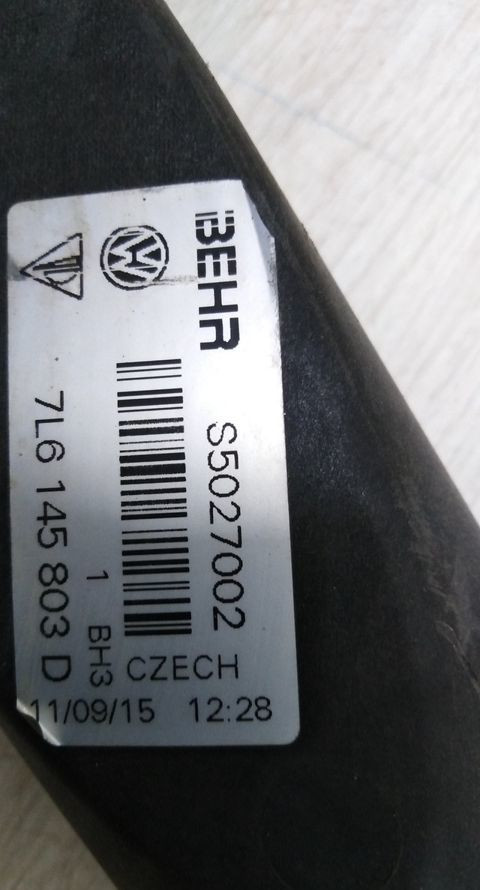 BEHR
S5027002
7L6 145 803 D
1 BH3
CZECH
11/09/15 12:28